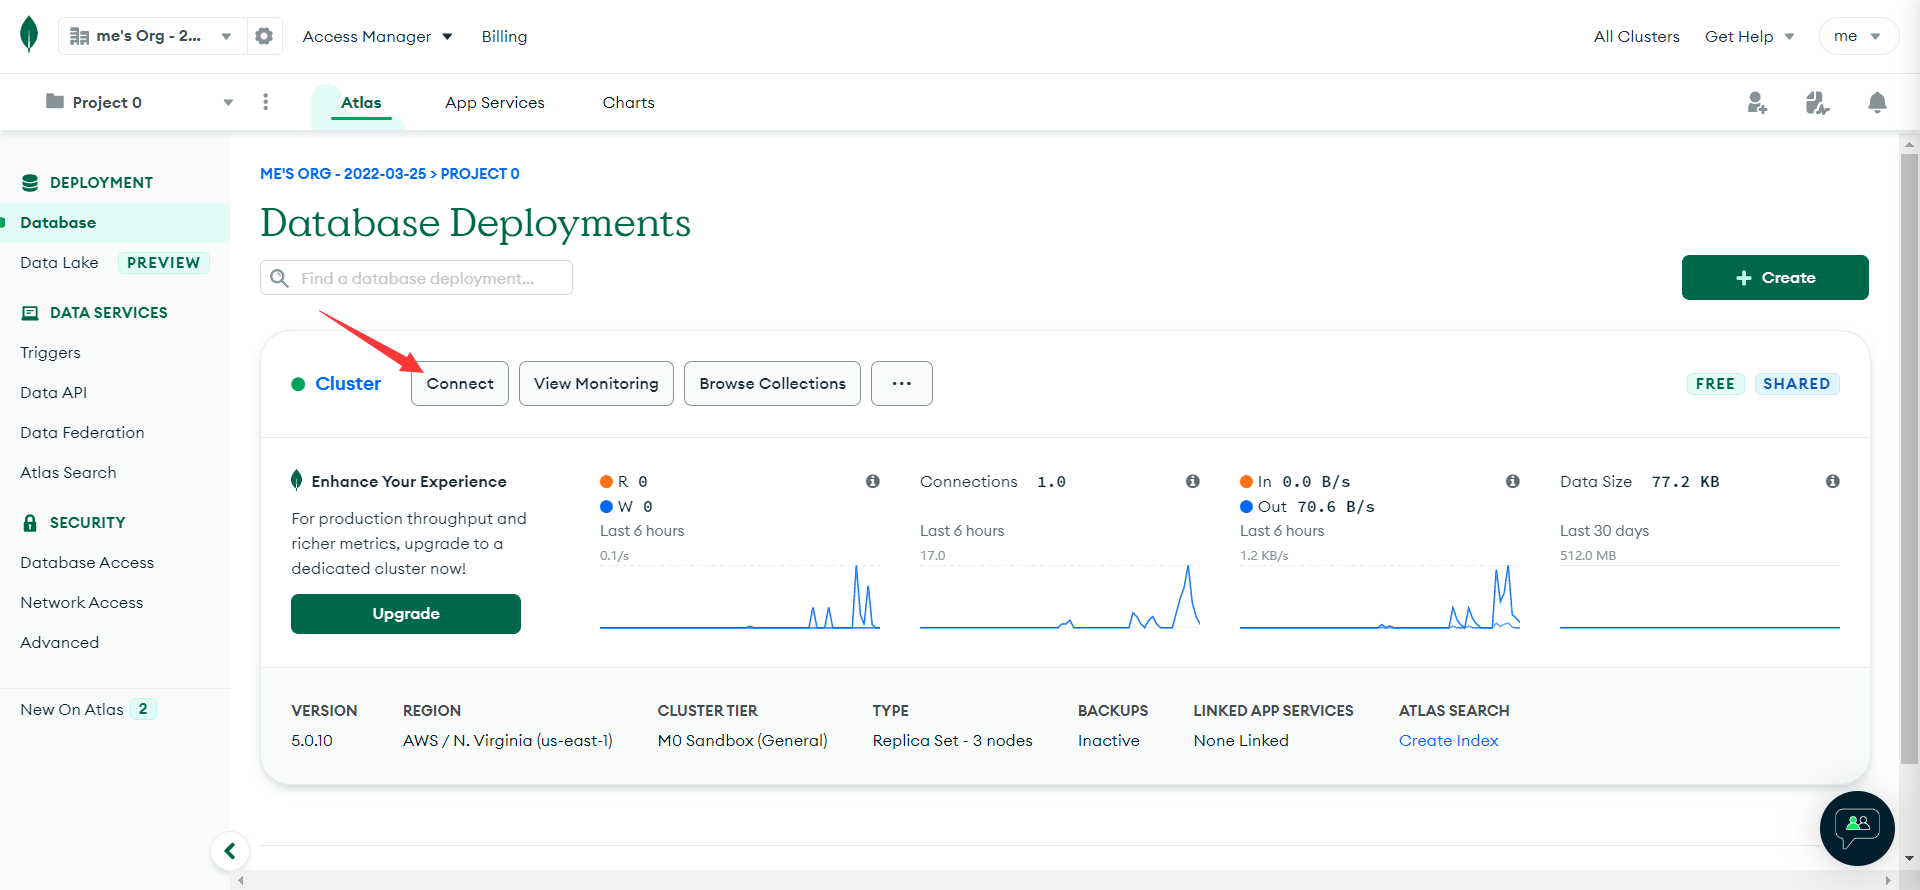 me's Org - 2...
Access Manager
Billing
All Clusters
Get Help
me
Project 0
Atlas
App Services
Charts
DEPLOYMENT
Database
Data Lake
PREVIEW
DATA SERVICES
Triggers
Data API
Data Federation
Atlas Search
SECURITY
Database Access
Network Access
Advanced
New On Atlas
2
ME'S ORG - 2022-03-25 > PROJECT 0
Database Deployments
Find a database deployment...
Create
Cluster
Connect
View Monitoring
Browse Collections
...
FREE
SHARED
Enhance Your Experience
For production throughput and
richer metrics, upgrade to a
dedicated cluster now!
Upgrade
R 0
W 0
Last 6 hours
0.1/s
Connections 1.0
Last 6 hours
17.0
In 0.0 B/s
Out 70.6 B/s
Last 6 hours
1.2 KB/s
Data Size 77.2 KB
Last 30 days
512.0 MB
VERSION
5.0.10
REGION
AWS / N. Virginia (us-east-1)
CLUSTER TIER
M0 Sandbox (General)
TYPE
Replica Set - 3 nodes
BACKUPS
Inactive
LINKED APP SERVICES
None Linked
ATLAS SEARCH
Create Index